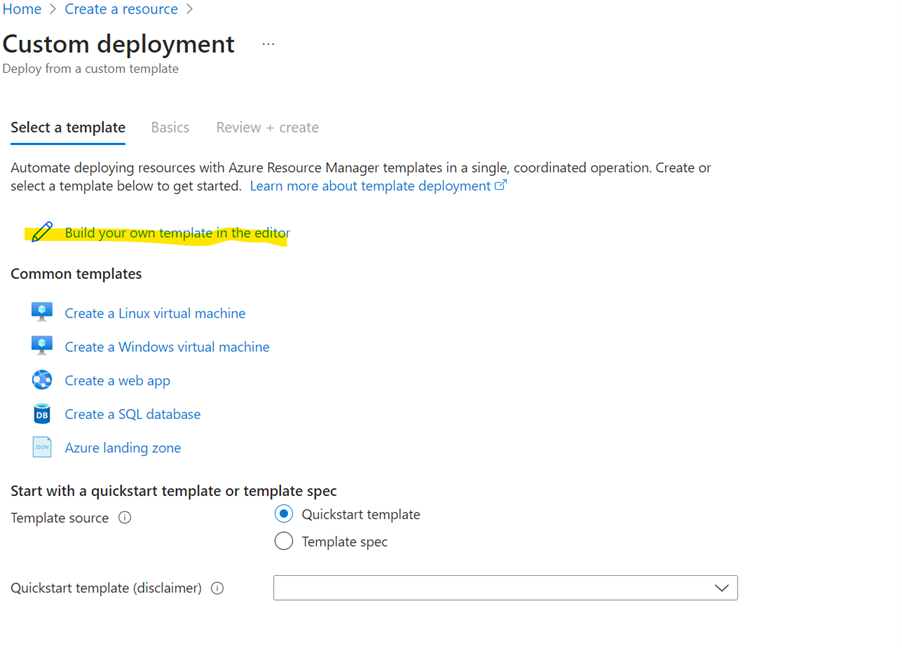 Home > Create a resource >
Custom deployment ...
Deploy from a custom template
Select a template Basics Review + create
Automate deploying resources with Azure Resource Manager templates in a single, coordinated operation. Create or
select a template below to get started. Learn more about template deployment
Build your own template in the editor
Common templates
Create a Linux virtual machine
Create a Windows virtual machine
Create a web app
DB Create a SQL database
JSON Azure landing zone
Start with a quickstart template or template spec
Template source Quickstart template
Template spec
Quickstart template (disclaimer)